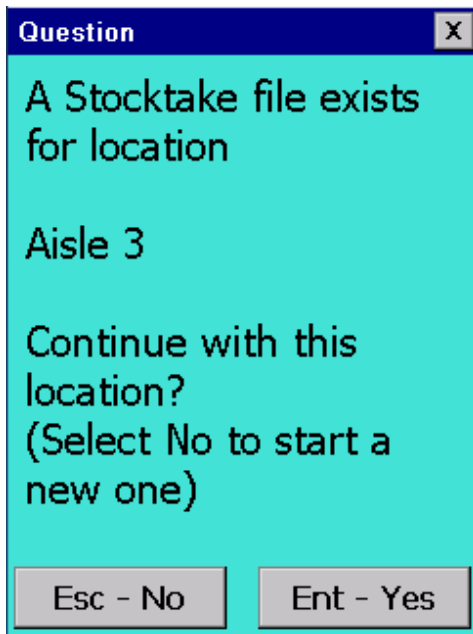 Question X
A Stocktake file exists
for location
Aisle 3
Continue with this
location?
(Select No to start a
new one)
Esc - No Ent - Yes